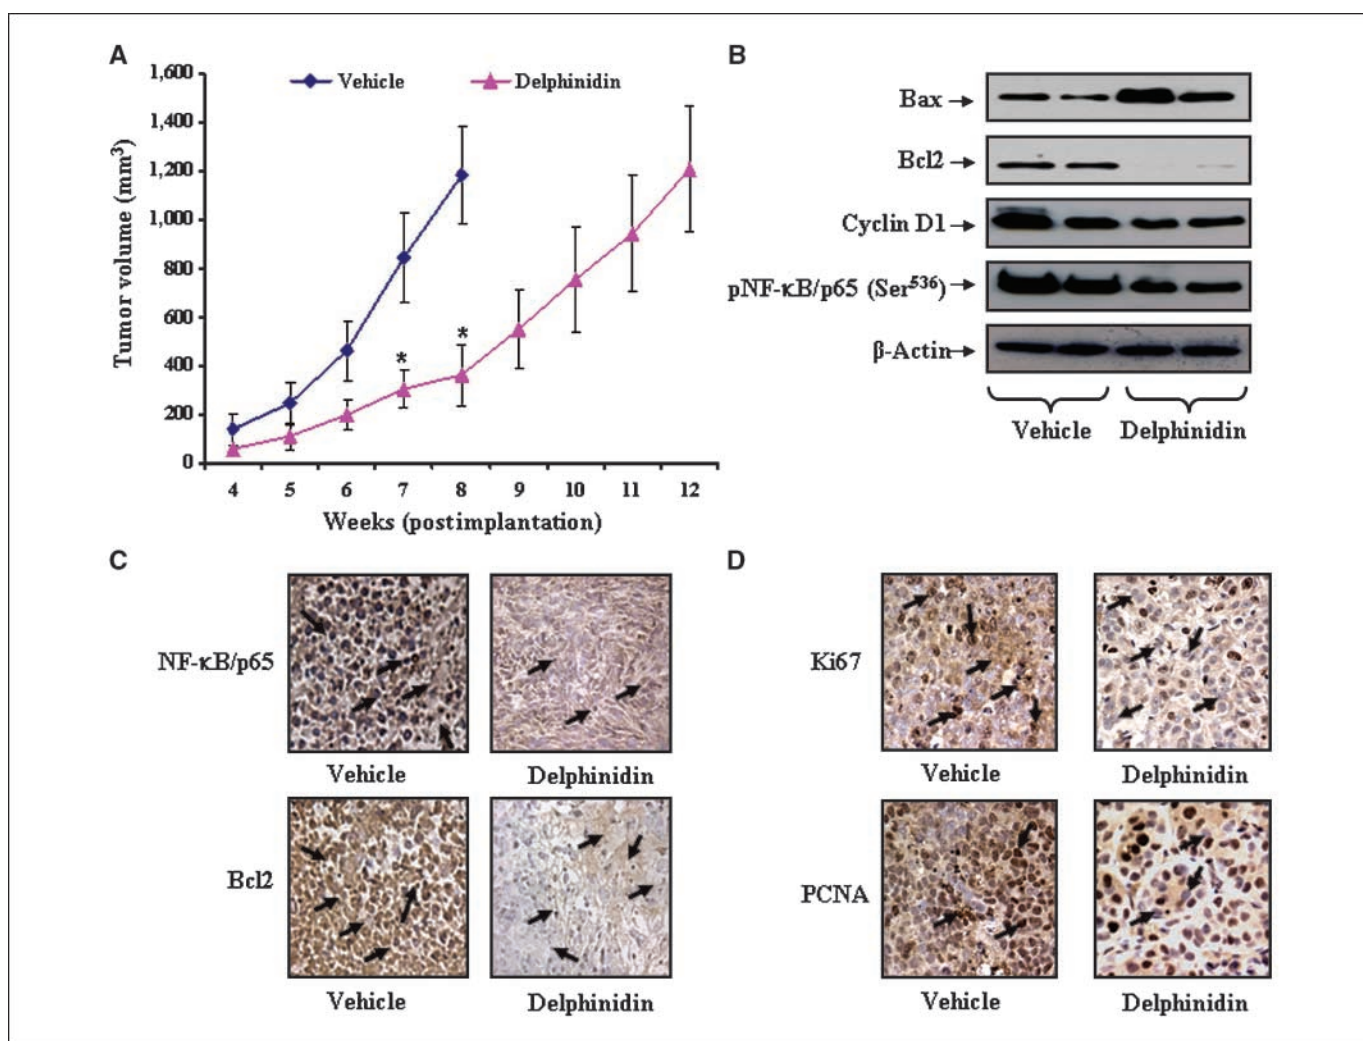 A
1,600
1,400
1,200
1,000
800
600
400
200
0
Tumor volume (mm³)
Vehicle
Delphinidin
*
*
4 5 6 7 8 9 10 11 12
Weeks (postimplantation)
B
Bax
Bcl2
Cyclin D1
pNF-κB/p65 (Ser⁵³⁶)
β-Actin
Vehicle Delphinidin
C
NF-κB/p65
Vehicle Delphinidin
Bcl2
Vehicle Delphinidin
D
Ki67
Vehicle Delphinidin
PCNA
Vehicle Delphinidin